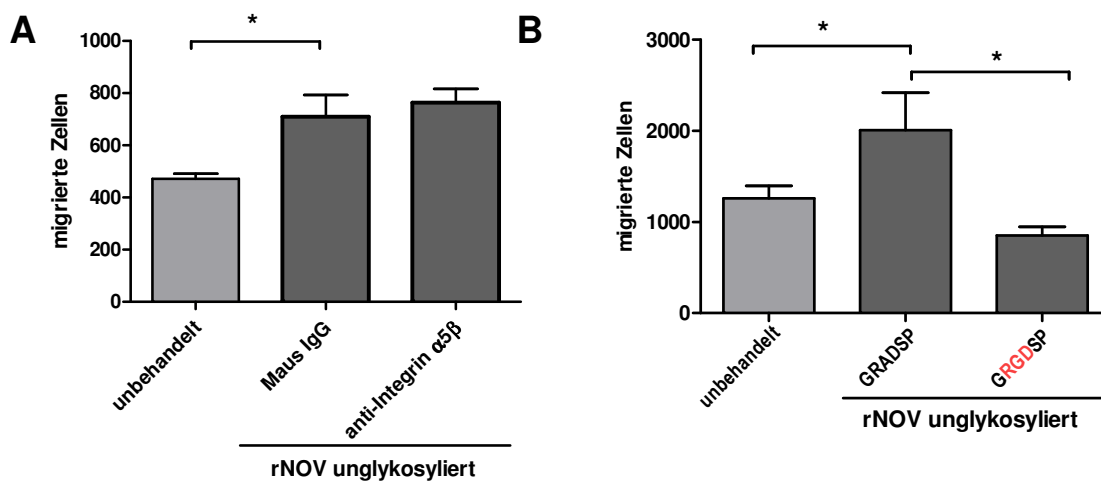 A
*
1000
800
600
400
200
0
migrierte Zellen
unbehandelt
Maus IgG
anti-Integrin α5β
rNOV unglykosyliert
B
*
*
3000
2000
1000
0
migrierte Zellen
unbehandelt
GRADSP
GRGDSP
rNOV unglykosyliert